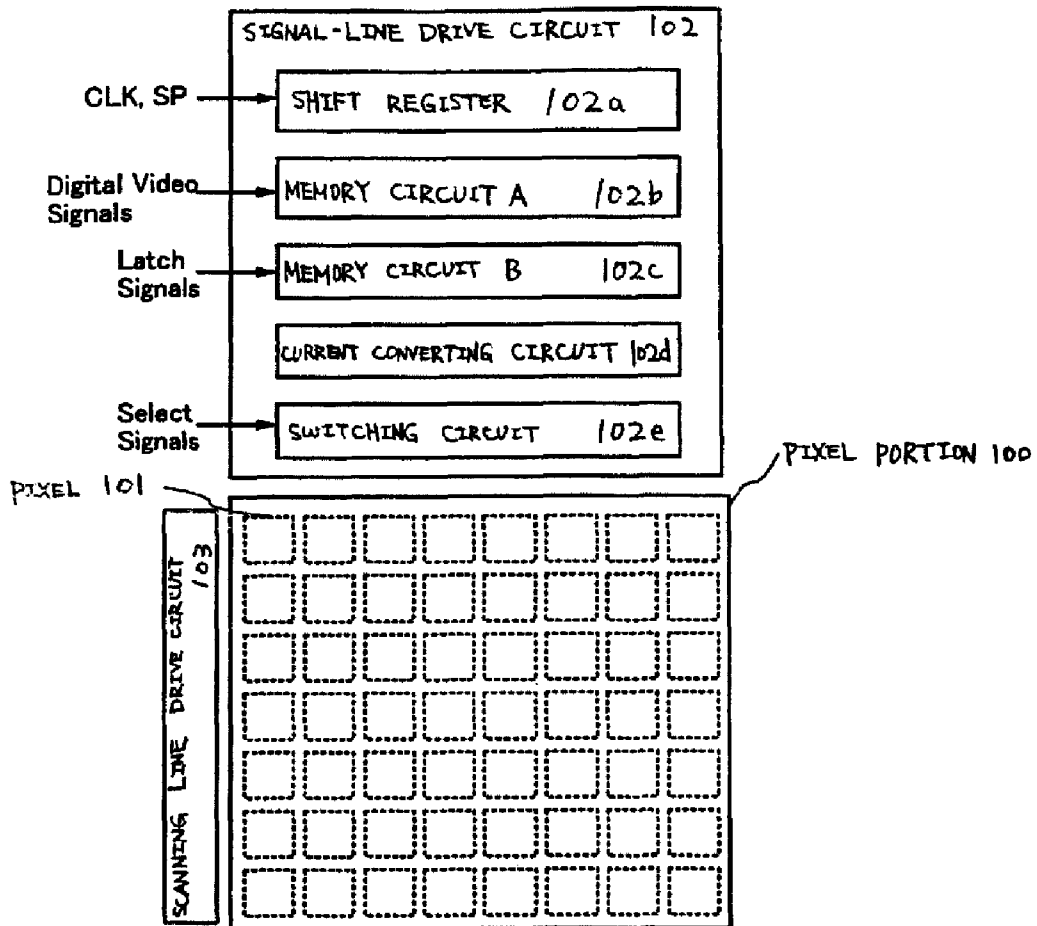 SIGNAL-LINE DRIVE CIRCUIT 102
CLK, SP
SHIFT REGISTER 102a
Digital Video
Signals
MEMORY CIRCUIT A 102b
Latch
Signals
MEMORY CIRCUIT B 102c
CURRENT CONVERTING CIRCUIT 102d
Select
Signals
SWITCHING CIRCUIT 102e
PIXEL PORTION 100
PIXEL 101
SCANNING LINE DRIVE CIRCUIT
103